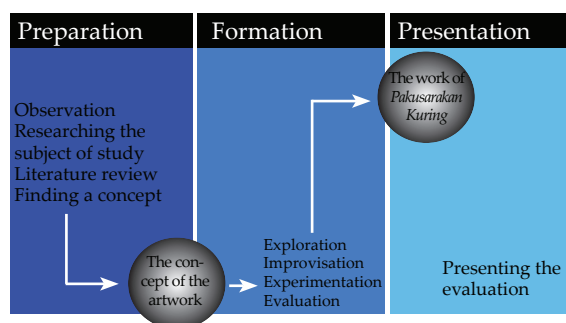 Preparation
Formation
Presentation
Observation
Researching the
subject of study
Literature review
Finding a concept
The con-
cept of the
artwork
Exploration
Improvisation
Experimentation
Evaluation
The work of
Pakusarakan
Kuring
Presenting the
evaluation